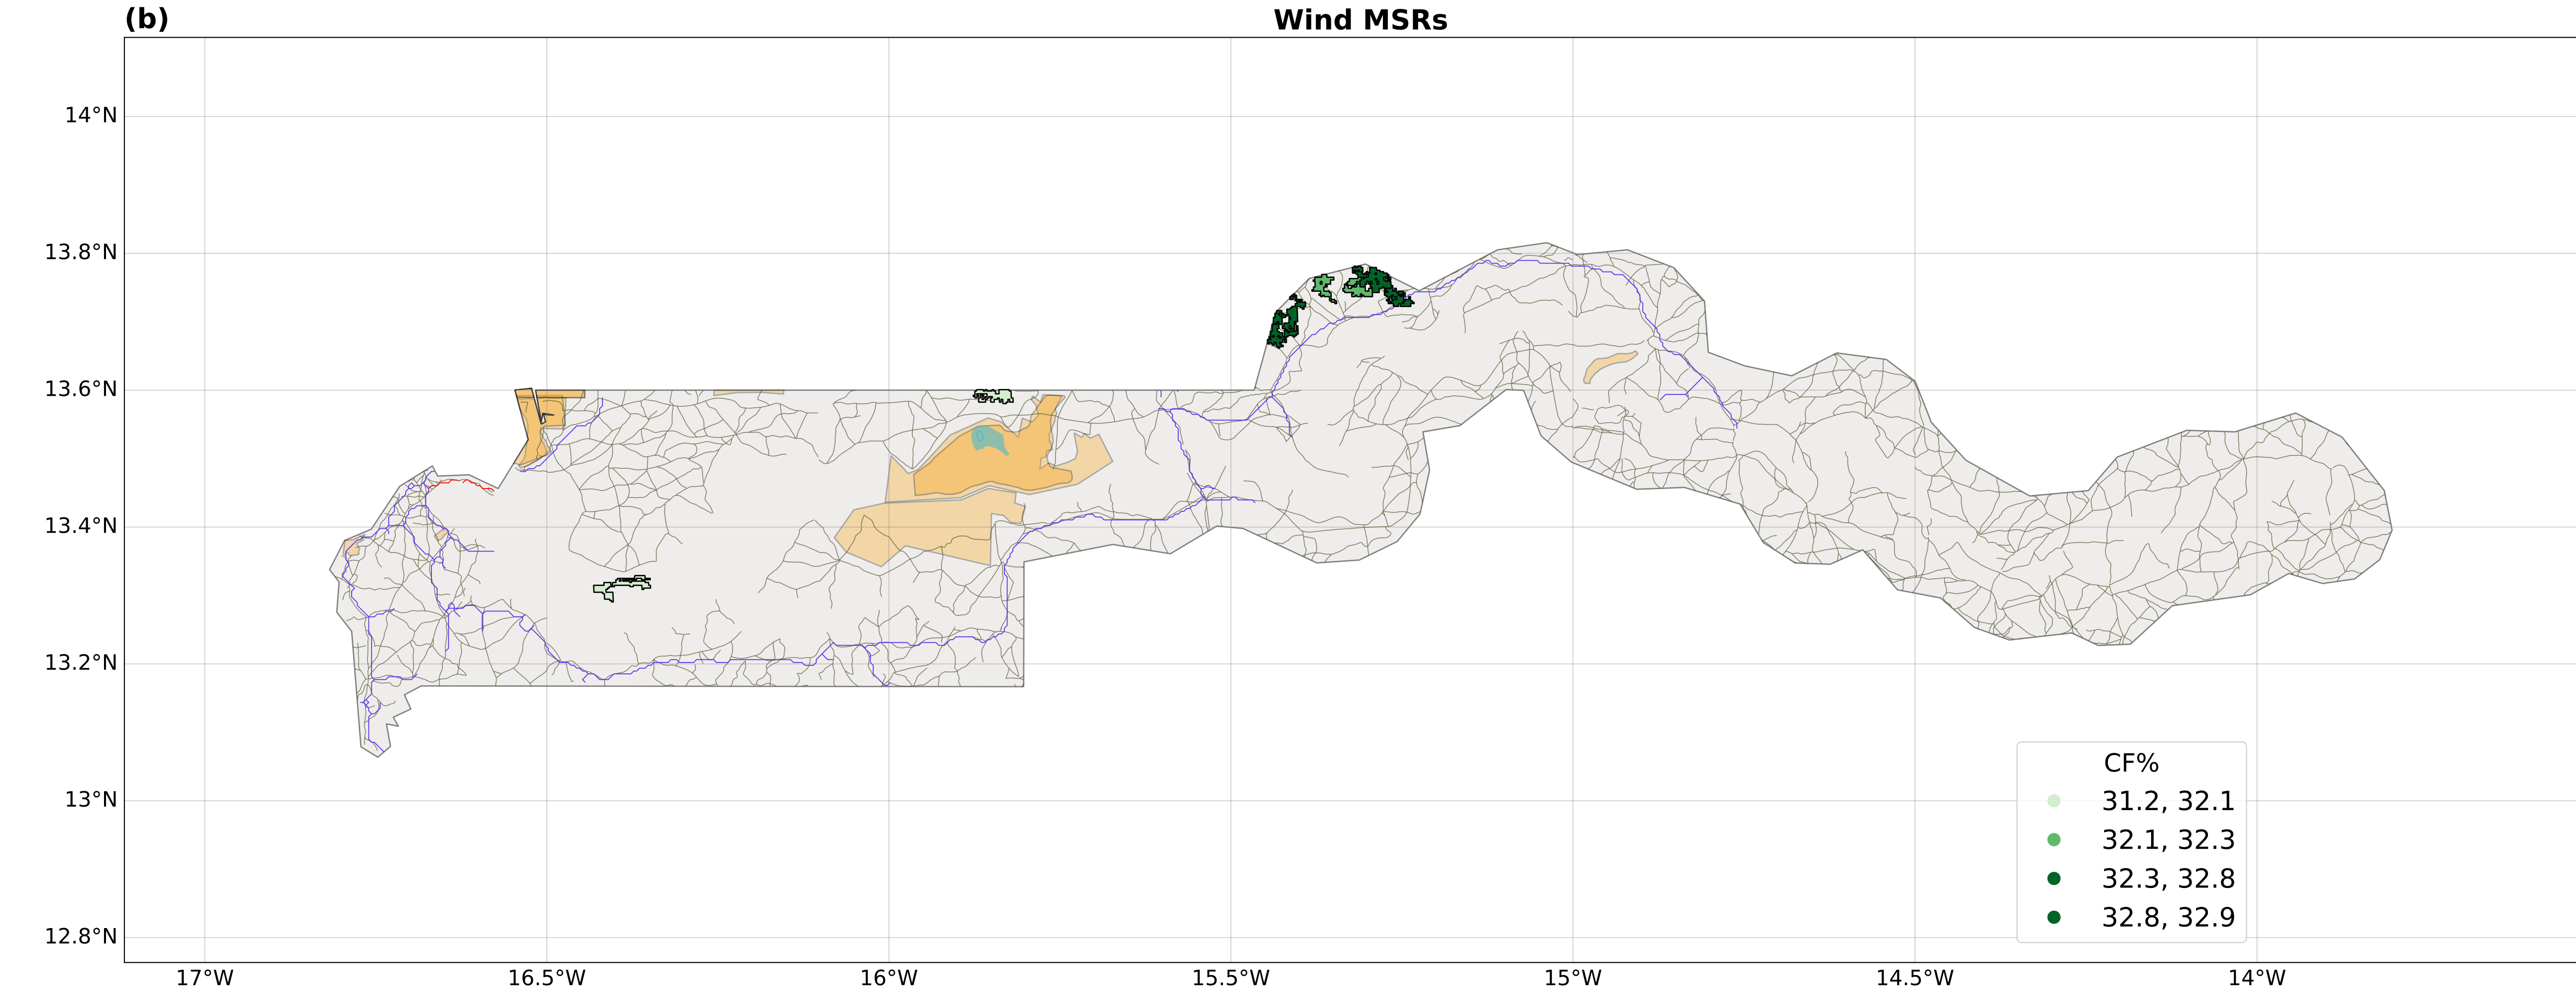 (b)
Wind MSRs
14°N
13.8°N
13.6°N
13.4°N
13.2°N
13°N
12.8°N
17°W
16.5°W
16°W
15.5°W
15°W
14.5°W
14°W
CF%
31.2, 32.1
32.1, 32.3
32.3, 32.8
32.8, 32.9